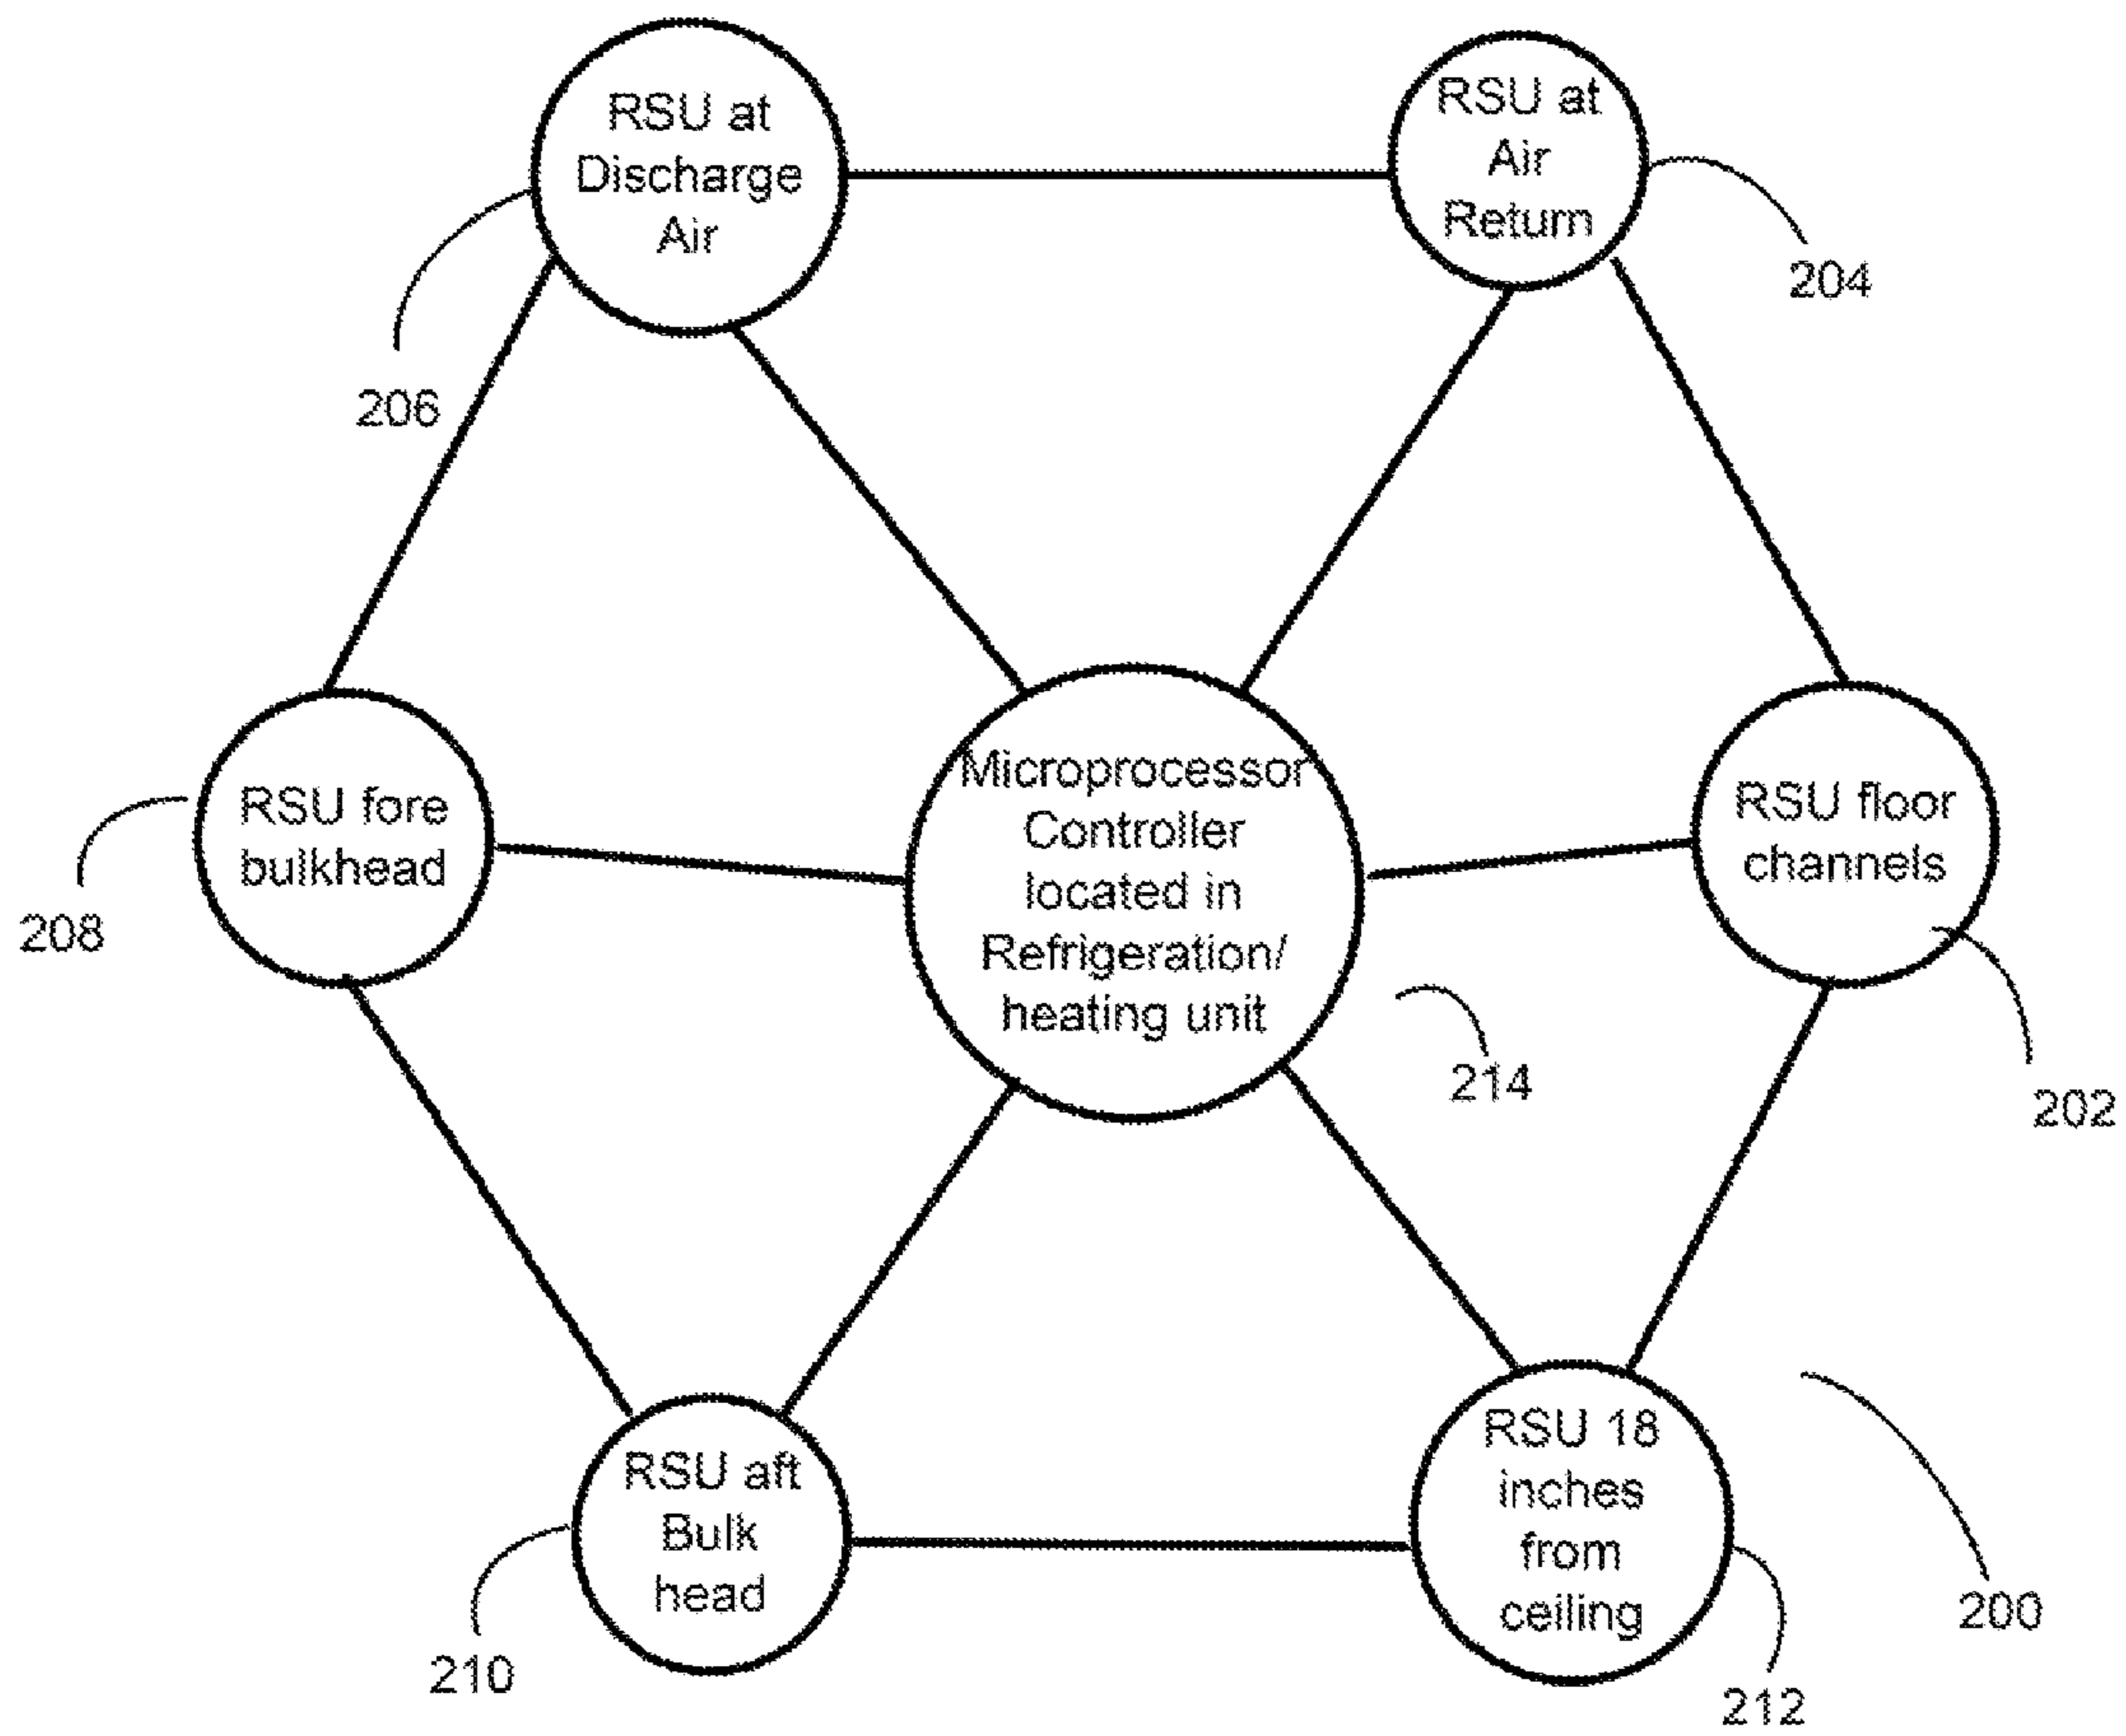 RSU at
Discharge
Air
RSU at
Air
Return
204
206
Microprocessor
Controller
located in
Refrigeration/
heating unit
RSU fore
bulkhead
RSU floor
channels
208
214
202
RSU aft
Bulk
head
RSU 18
inches
from
ceiling
200
210
212